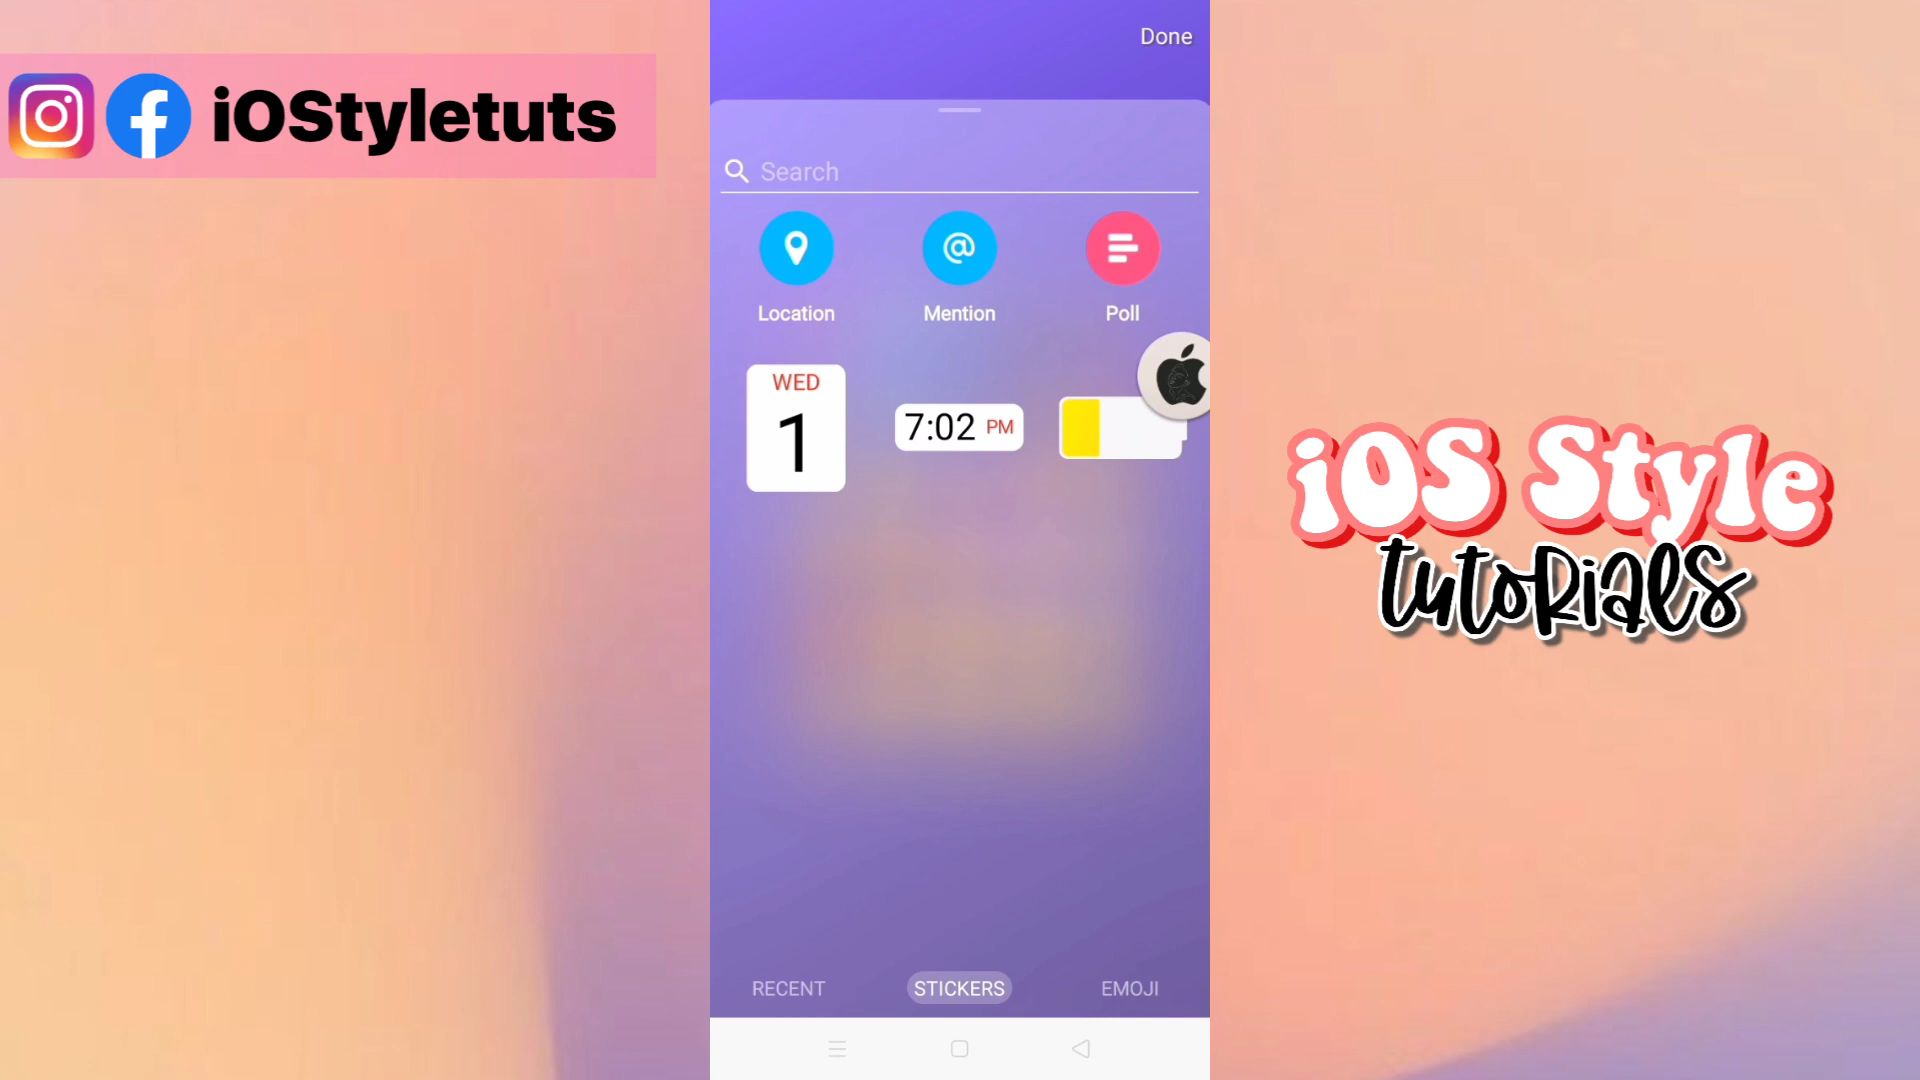 iOStyletuts
Done
Search
Location
Mention
Poll
WED
1
7:02 PM
iOS Style
tutorials
RECENT
STICKERS
EMOJI